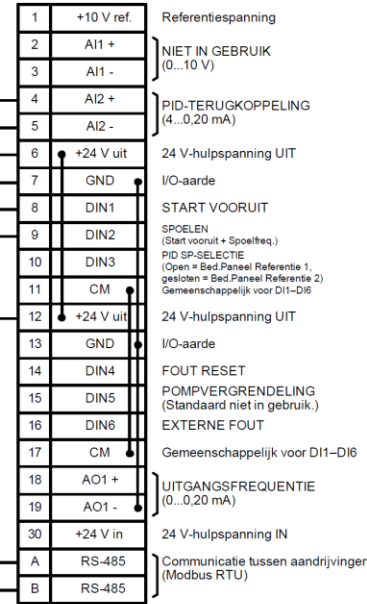 1 +10 V ref. Referentiespanning
2 AI1 + NIET IN GEBRUIK
3 AI1 - (0...10 V)
4 AI2 + PID-TERUGKOPPELING
5 AI2 - (4...0,20 mA)
6 +24 V uit 24 V-hulpspanning UIT
7 GND I/O-aarde
8 DIN1 START VOORUIT
9 DIN2 SPOELEN
(Start vooruit + Spoelfreq.)
10 DIN3 PID SP-SELECTIE
(Open = Bed.Paneel Referentie 1,
gesloten = Bed.Paneel Referentie 2)
11 CM Gemeenschappelijk voor DI1–DI6
12 +24 V uit 24 V-hulpspanning UIT
13 GND I/O-aarde
14 DIN4 FOUT RESET
15 DIN5 POMPVERGRENDELING
(Standaard niet in gebruik.)
16 DIN6 EXTERNE FOUT
17 CM Gemeenschappelijk voor DI1–DI6
18 AO1 + UITGANGSFREQUENTIE
19 AO1 - (0...0,20 mA)
30 +24 V in 24 V-hulpspanning IN
A RS-485 Communicatie tussen aandrijvingen
B RS-485 (Modbus RTU)